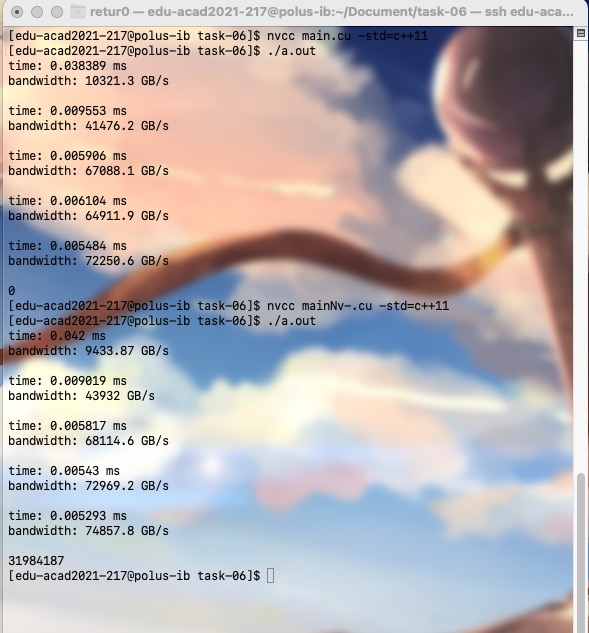 retur0 — edu-acad2021-217@polus-ib:~/Document/task-06 — ssh edu-aca...
[edu-acad2021-217@polus-ib task-06]$ nvcc main.cu -std=c++11
[edu-acad2021-217@polus-ib task-06]$ ./a.out
time: 0.038389 ms
bandwidth: 10321.3 GB/s
time: 0.009553 ms
bandwidth: 41476.2 GB/s
time: 0.005906 ms
bandwidth: 67088.1 GB/s
time: 0.006104 ms
bandwidth: 64911.9 GB/s
time: 0.005484 ms
bandwidth: 72250.6 GB/s
0
[edu-acad2021-217@polus-ib task-06]$ nvcc mainNv-.cu -std=c++11
[edu-acad2021-217@polus-ib task-06]$ ./a.out
time: 0.042 ms
bandwidth: 9433.87 GB/s
time: 0.009019 ms
bandwidth: 43932 GB/s
time: 0.005817 ms
bandwidth: 68114.6 GB/s
time: 0.00543 ms
bandwidth: 72969.2 GB/s
time: 0.005293 ms
bandwidth: 74857.8 GB/s
31984187
[edu-acad2021-217@polus-ib task-06]$